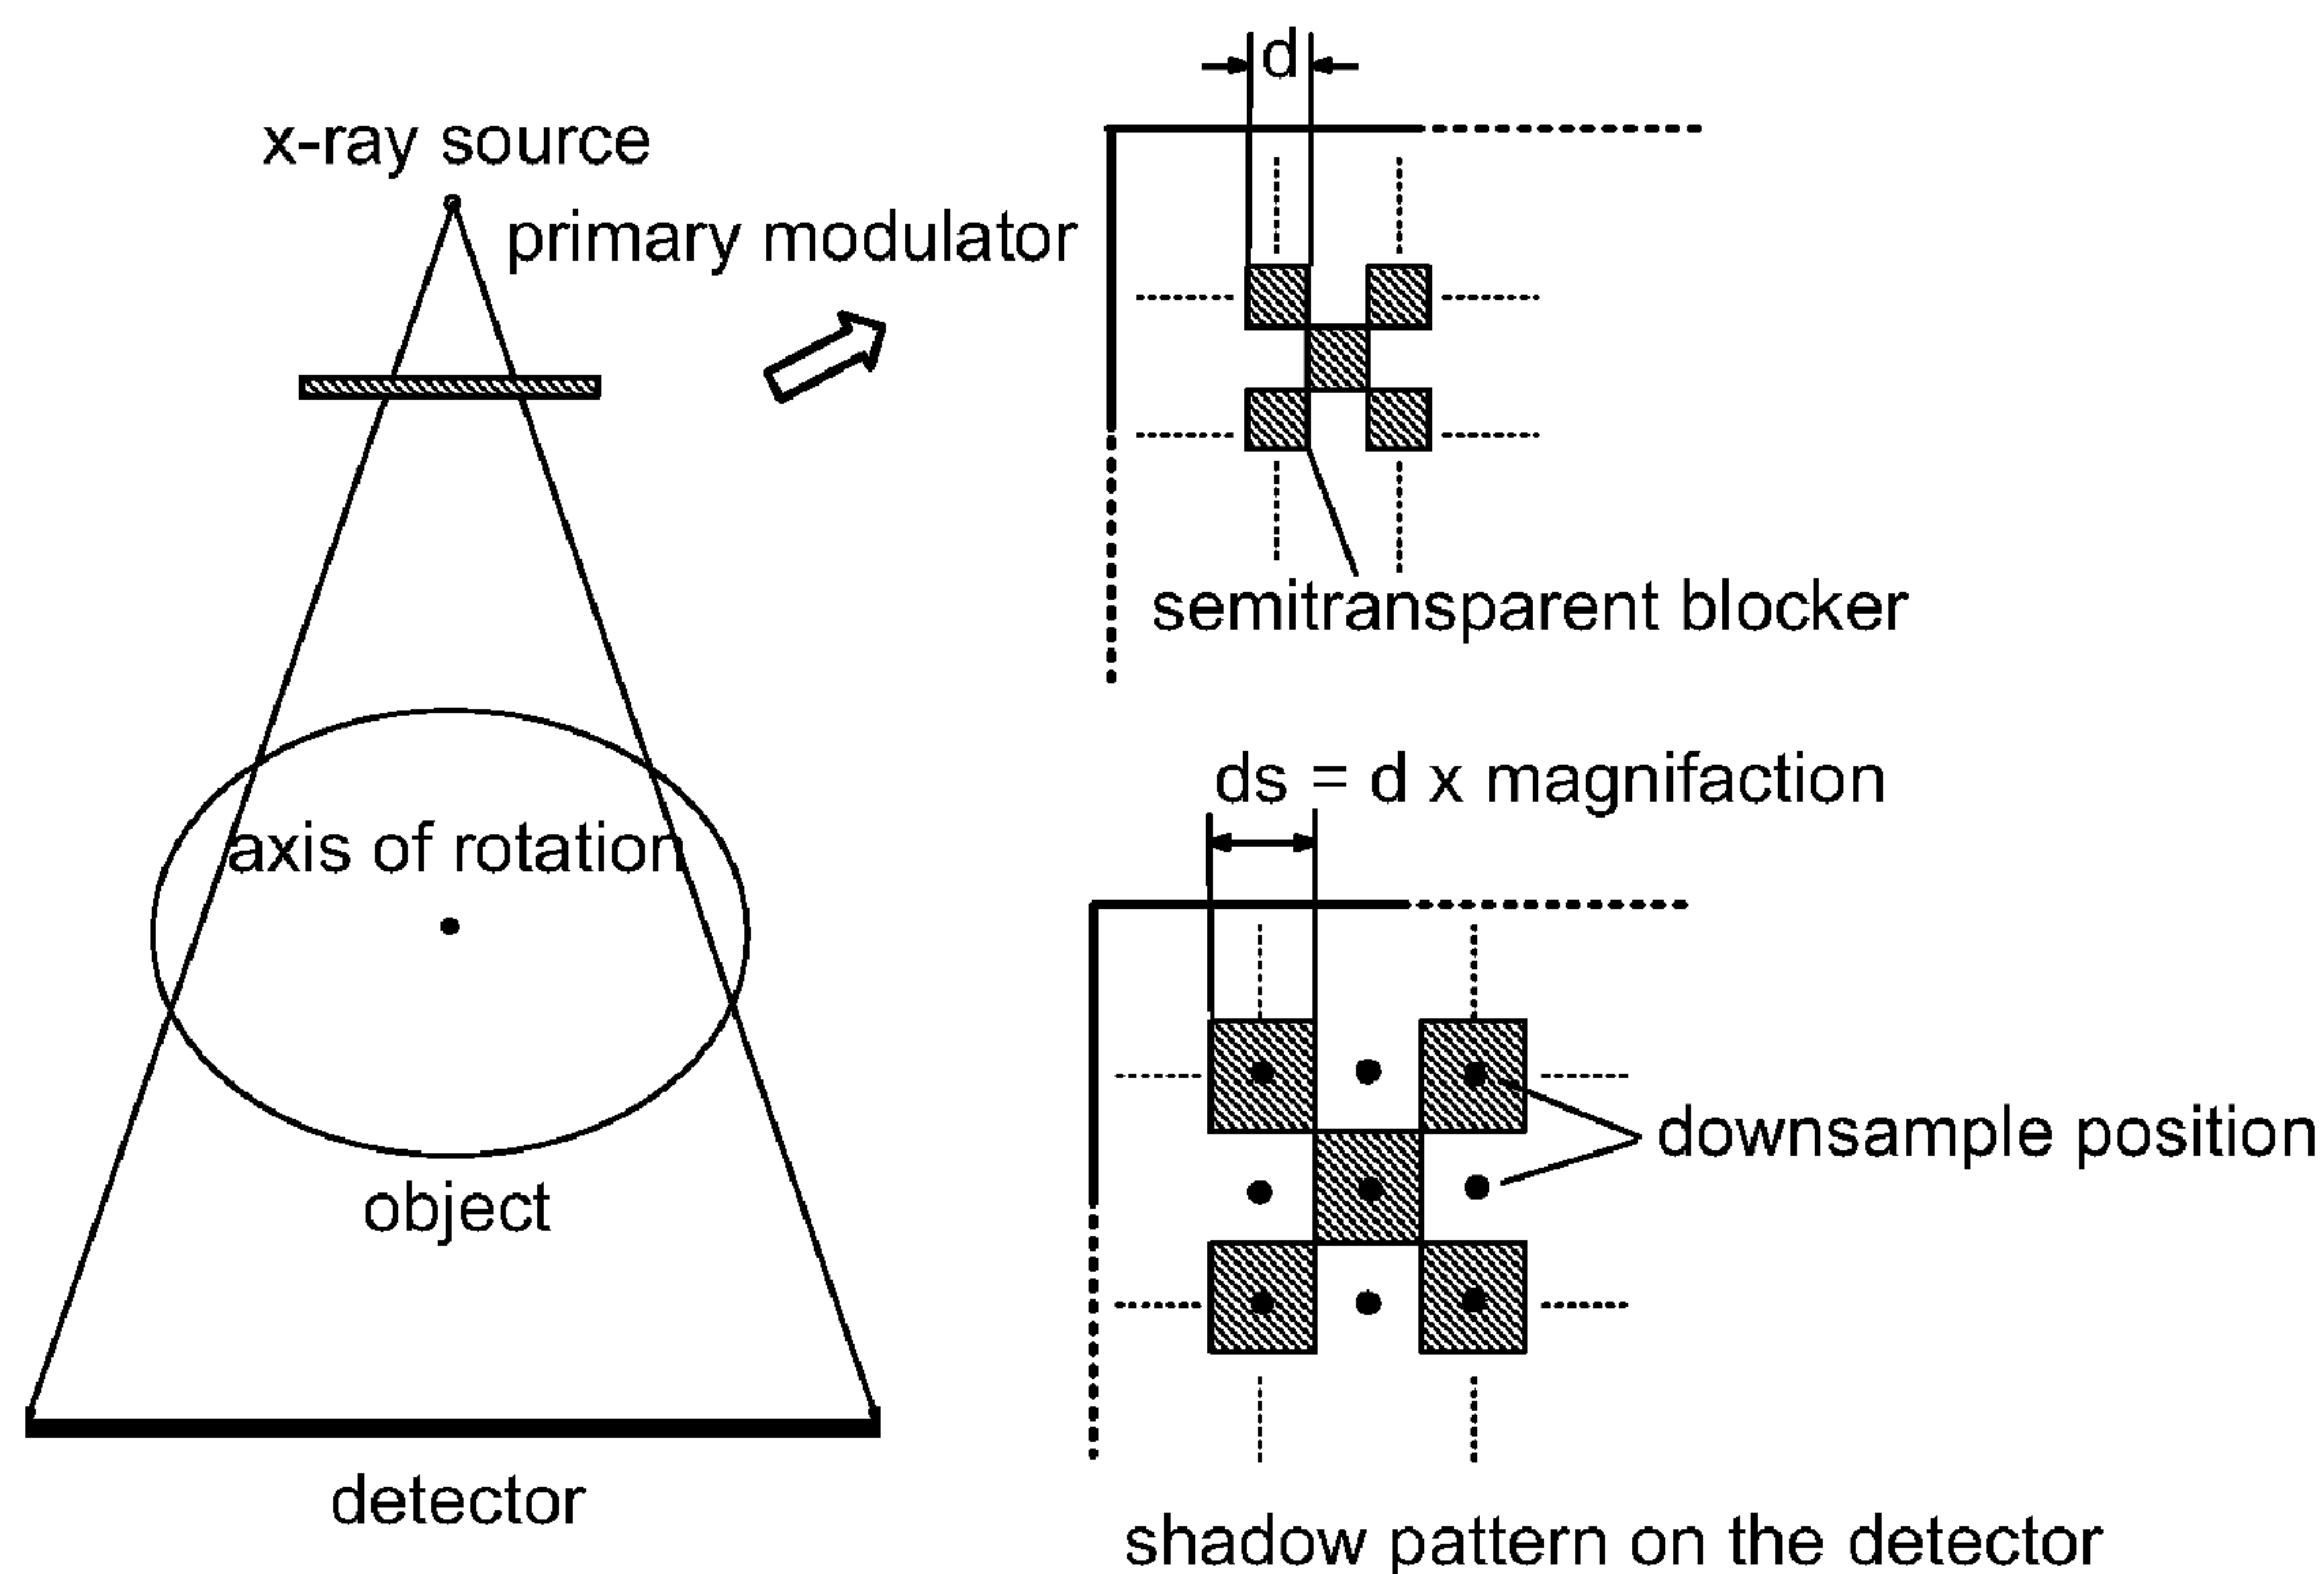 d
x-ray source
primary modulator
semitransparent blocker
ds = d x magnifaction
axis of rotation
downsample position
object
detector
shadow pattern on the detector